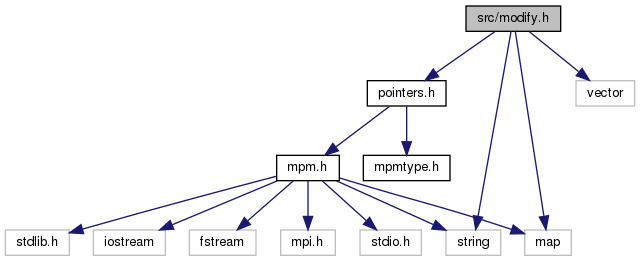 src/modify.h
pointers.h
vector
mpm.h
mpmtype.h
stdlib.h
iostream
fstream
mpi.h
stdio.h
string
map